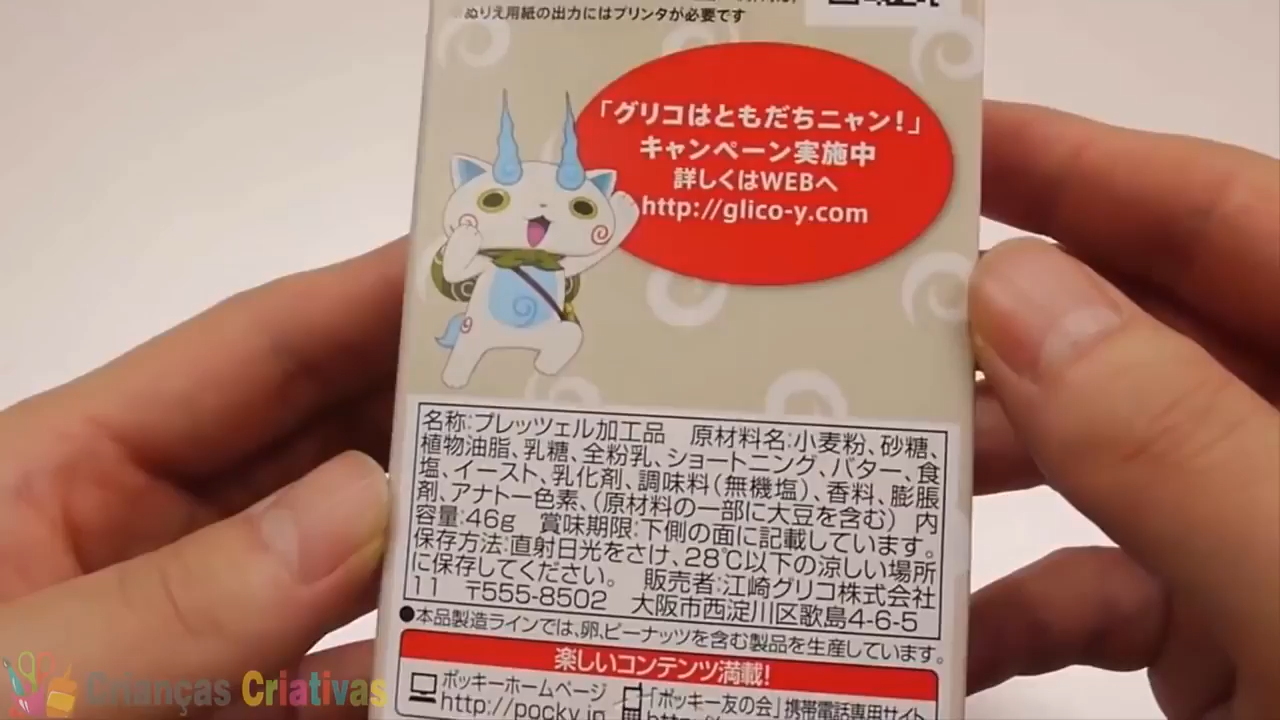 ぬりえ用紙の出力にはプリンタが必要です
「グリコはともだちニャン!」
キャンペーン実施中
詳しくはWEBへ
http://glico-y.com
名称:プレッツェル加工品 原材料名:小麦粉、砂糖、
植物油脂、乳糖、全粉乳、ショートニング、バター、食
塩、イースト、乳化剤、調味料(無機塩)、香料、膨脹
剤、アナトー色素、(原材料の一部に大豆を含む) 内
容量:46g 賞味期限:下側の面に記載しています。
保存方法:直射日光をさけ、28℃以下の涼しい場所
に保存してください。 販売者:江崎グリコ株式会社
11 〒555-8502 大阪市西淀川区歌島4-6-5
●本品製造ラインでは、卵、ピーナッツを含む製品を生産しています。
楽しいコンテンツ満載!
ポッキーホームページ
http://pocky.jp
「ポッキー友の会」携帯電話専用サイト
Crianças Criativas